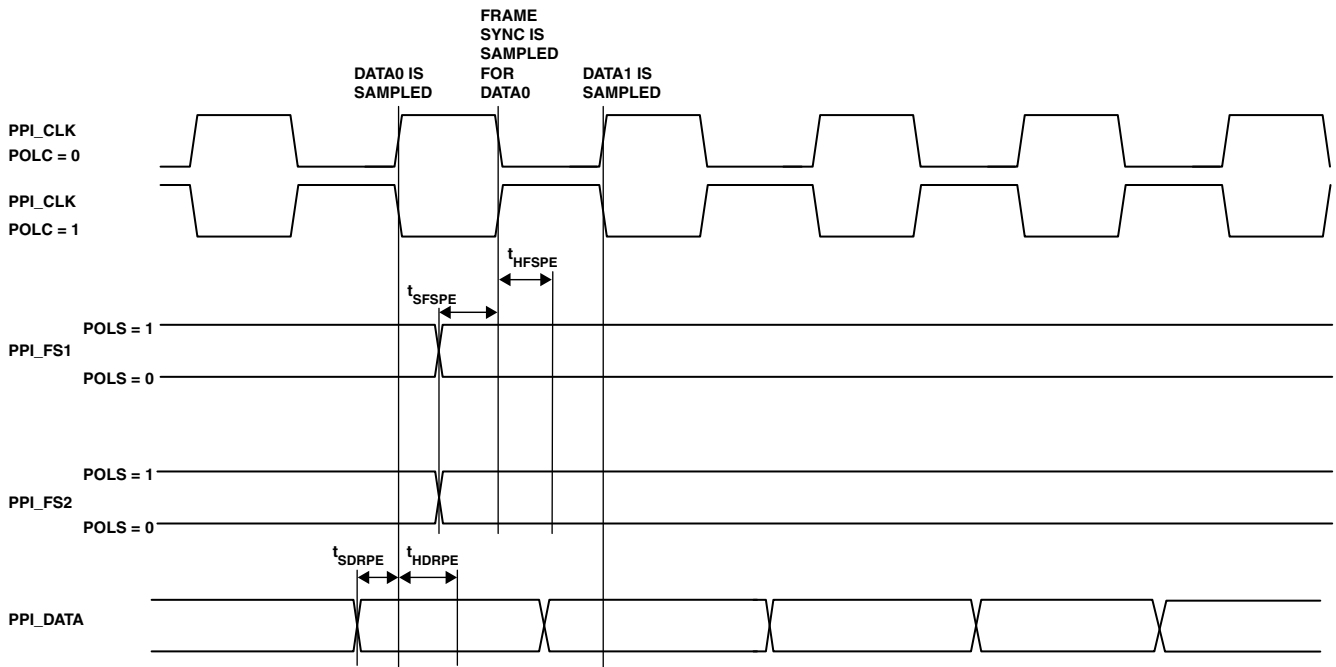 FRAME
SYNC IS
SAMPLED
FOR
DATA0
DATA0 IS
SAMPLED
DATA1 IS
SAMPLED
PPI_CLK
POLC = 0
PPI_CLK
POLC = 1
tHFSPE
tSFSPE
POLS = 1
PPI_FS1
POLS = 0
POLS = 1
PPI_FS2
POLS = 0
tSDRPE
tHDRPE
PPI_DATA